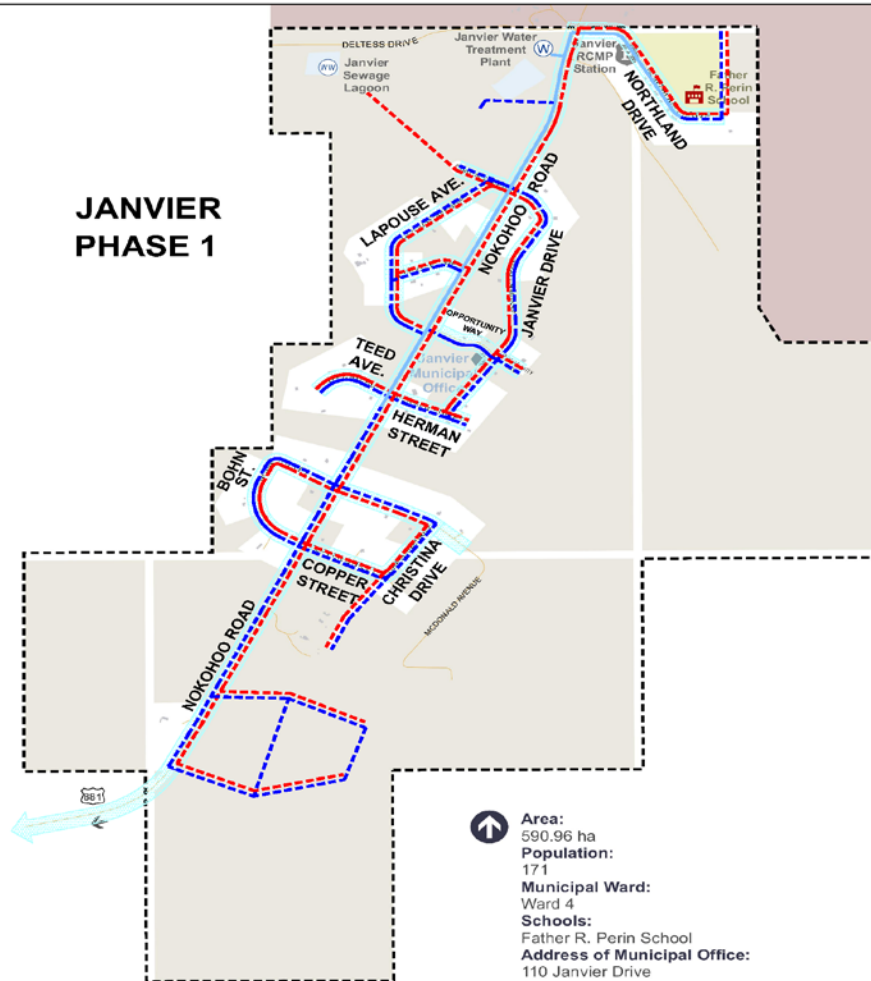 DELTESS DRIVE
Janvier Water
Treatment
Plant
W
Janvier
RCMP
Station
WW
Janvier
Sewage
Lagoon
Father
R. Perin
School
NORTHLAND
DRIVE
JANVIER
PHASE 1
LAPOUSE AVE.
NOKOHOO ROAD
JANVIER DRIVE
OPPORTUNITY
WAY
TEED
AVE.
Janvier
Municipal
Office
HERMAN
STREET
BOHN
ST.
COPPER
STREET
CHRISTINA
DRIVE
MCDONALD AVENUE
NOKOHOO ROAD
881
Area:
590.96 ha
Population:
171
Municipal Ward:
Ward 4
Schools:
Father R. Perin School
Address of Municipal Office:
110 Janvier Drive